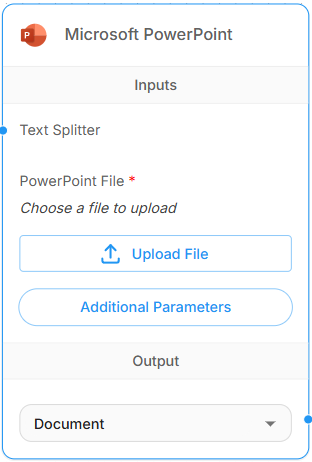 P
Microsoft PowerPoint
Inputs
Text Splitter
PowerPoint File *
Choose a file to upload
Upload File
Additional Parameters
Output
Document